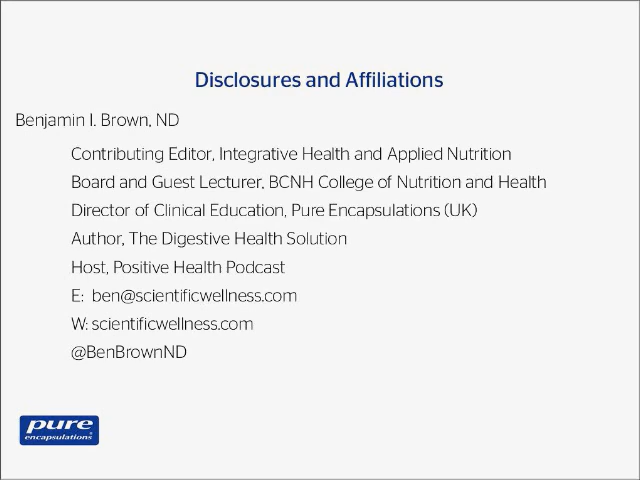 Disclosures and Affiliations
Benjamin I. Brown, ND
Contributing Editor, Integrative Health and Applied Nutrition
Board and Guest Lecturer, BCNH College of Nutrition and Health
Director of Clinical Education, Pure Encapsulations (UK)
Author, The Digestive Health Solution
Host, Positive Health Podcast
E: ben@scientificwellness.com
W: scientificwellness.com
@BenBrownND
pure
encapsulations®